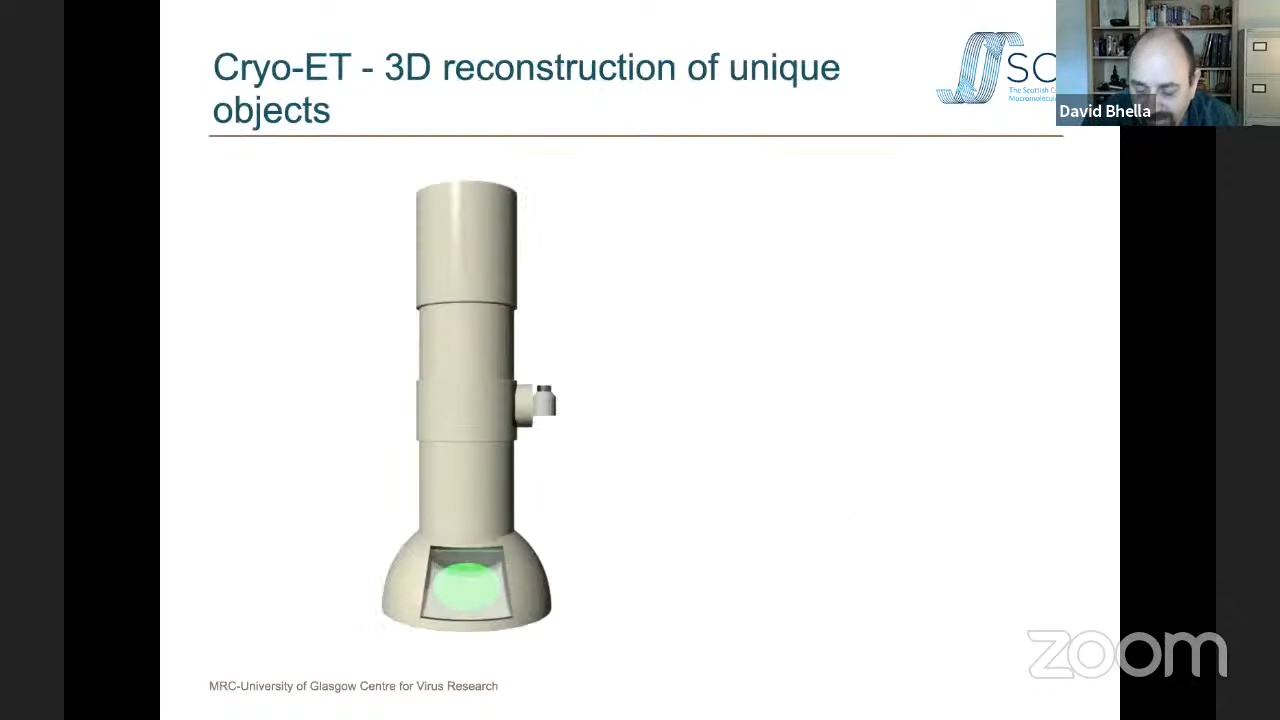 Cryo-ET - 3D reconstruction of unique
objects
SC
The Scottish C
Macromolecul
David Bhella
zoom
MRC-University of Glasgow Centre for Virus Research